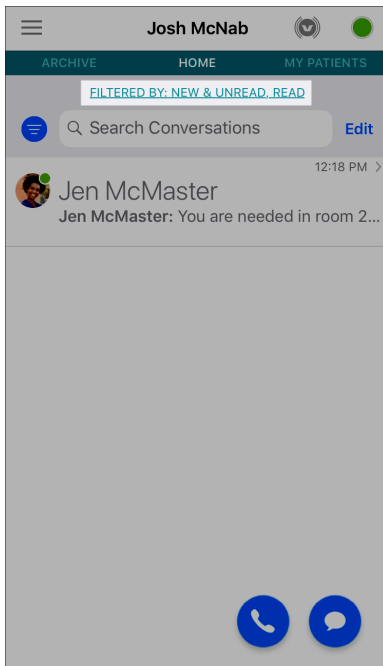 Josh McNab
ARCHIVE HOME MY PATIENTS
FILTERED BY: NEW & UNREAD, READ
Search Conversations Edit
12:18 PM
Jen McMaster
Jen McMaster: You are needed in room 2...